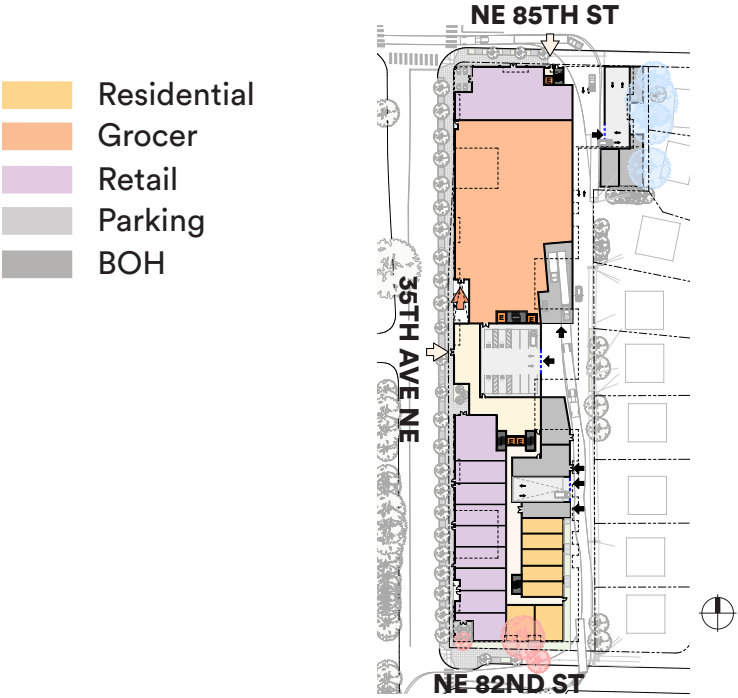 NE 85TH ST
Residential
Grocer
Retail
Parking
BOH
35TH AVE NE
E
E
E
E
E
NE 82ND ST